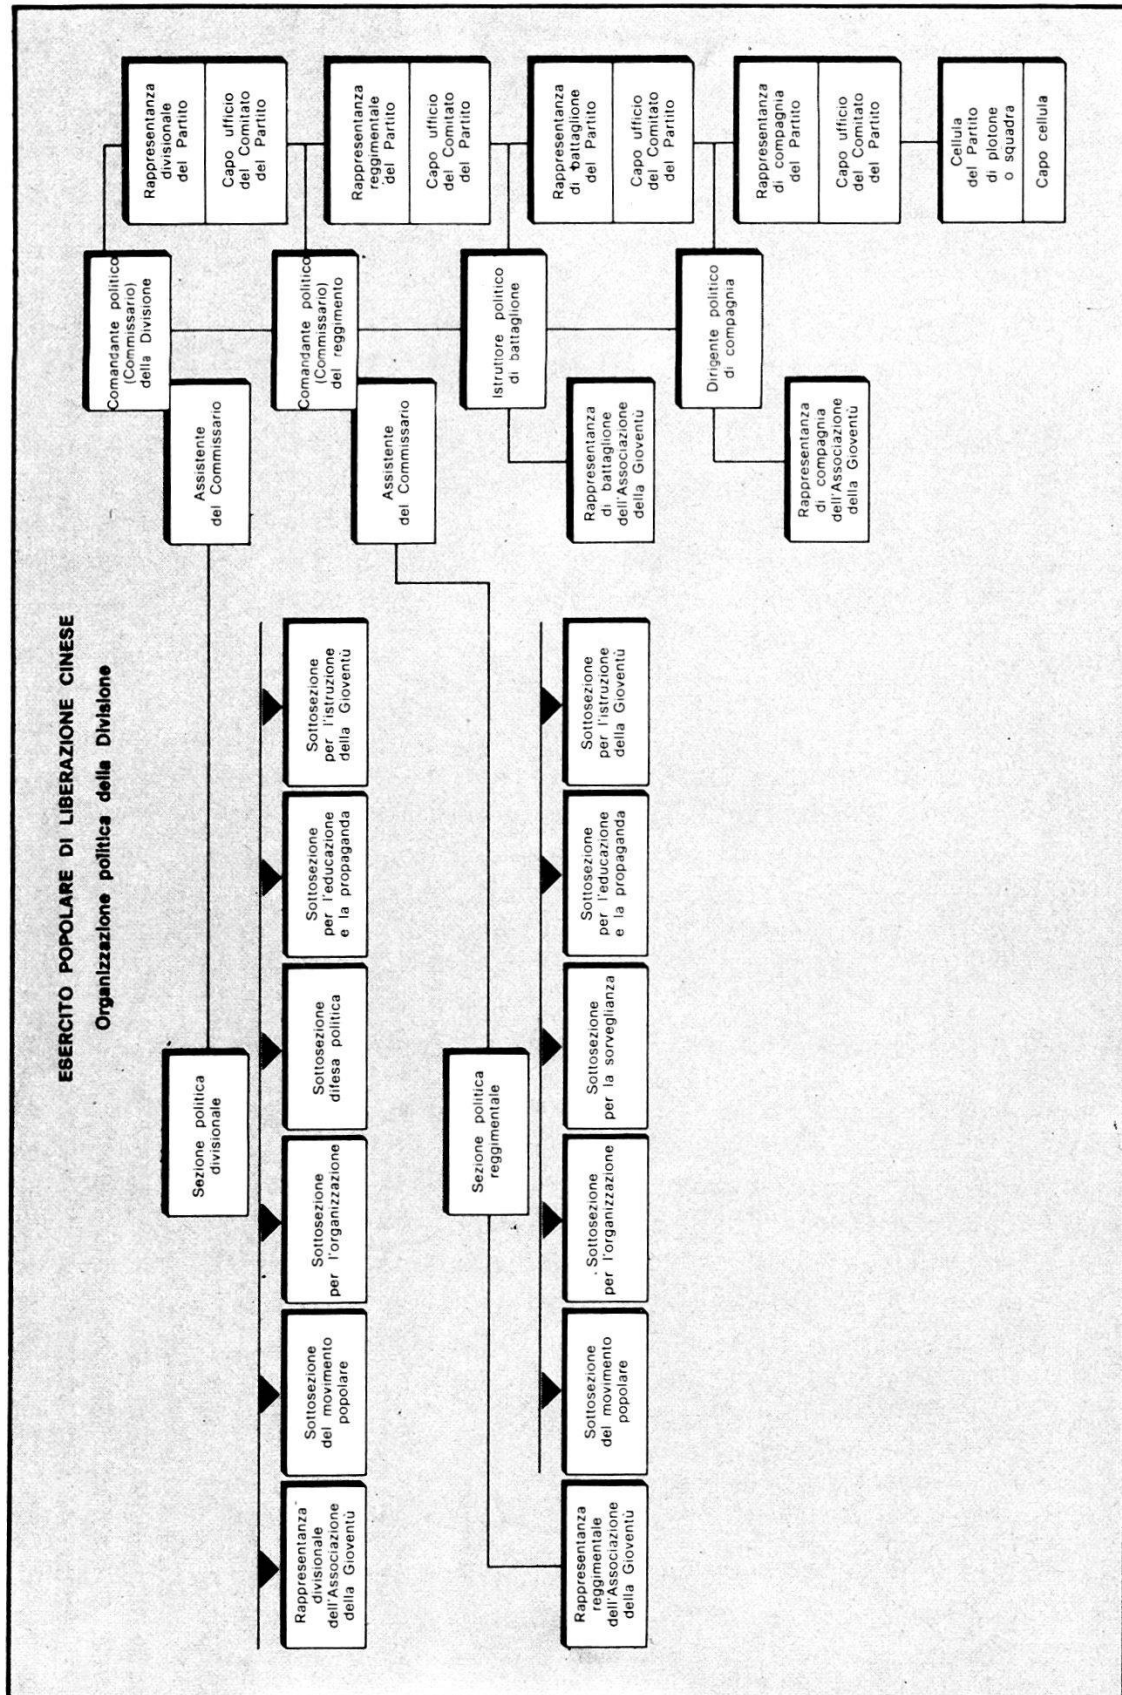 ESERCITO POPOLARE DI LIBERAZIONE CINESE
Organizzazione politica della Divisione
Comandante politico
(Commissario)
della Divisione
Rappresentanza
divisionale
del Partito
Capo ufficio
del Comitato
del Partito
Assistente
del Commissario
Sezione politica
divisionale
Rappresentanza
divisionale
dell'Associazione
della Gioventù
Sottosezione
del movimento
popolare
Sottosezione
per l'organizzazione
Sottosezione
difesa politica
Sottosezione
per l'educazione
e la propaganda
Sottosezione
per l'istruzione
della Gioventù
Comandante politico
(Commissario)
del reggimento
Rappresentanza
reggimentale
del Partito
Capo ufficio
del Comitato
del Partito
Assistente
del Commissario
Sezione politica
reggimentale
Rappresentanza
reggimentale
dell'Associazione
della Gioventù
Sottosezione
del movimento
popolare
Sottosezione
per l'organizzazione
Sottosezione
per la sorveglianza
Sottosezione
per l'educazione
e la propaganda
Sottosezione
per l'istruzione
della Gioventù
Istruttore politico
di battaglione
Rappresentanza
di battaglione
del Partito
Capo ufficio
del Comitato
del Partito
Rappresentanza
di battaglione
dell'Associazione
della Gioventù
Dirigente politico
di compagnia
Rappresentanza
di compagnia
del Partito
Capo ufficio
del Comitato
del Partito
Rappresentanza
di compagnia
dell'Associazione
della Gioventù
Cellula
del Partito
di plotone
o squadra
Capo cellula